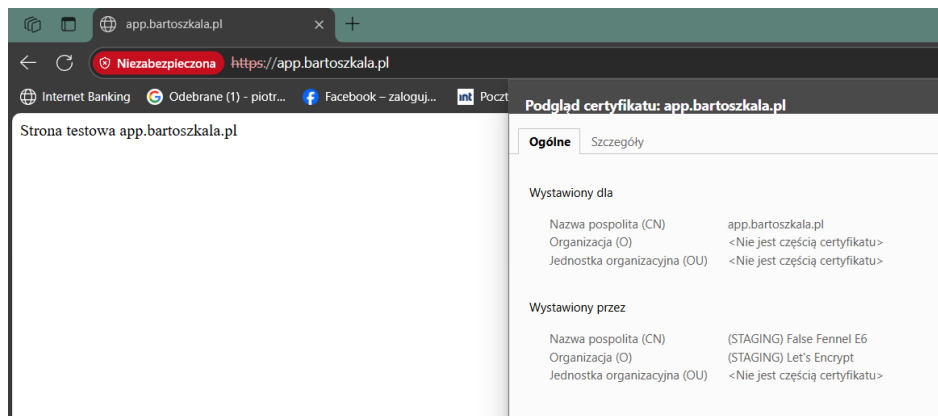 app.bartoszkala.pl
Niezabezpieczona https://app.bartoszkala.pl
Internet Banking Odebrane (1) - piotr... Facebook – zaloguj... int Poczt
Strona testowa app.bartoszkala.pl
Podgląd certyfikatu: app.bartoszkala.pl
Ogólne Szczegóły
Wystawiony dla
Nazwa pospolita (CN) app.bartoszkala.pl
Organizacja (O) <Nie jest częścią certyfikatu>
Jednostka organizacyjna (OU) <Nie jest częścią certyfikatu>
Wystawiony przez
Nazwa pospolita (CN) (STAGING) False Fennel E6
Organizacja (O) (STAGING) Let's Encrypt
Jednostka organizacyjna (OU) <Nie jest częścią certyfikatu>